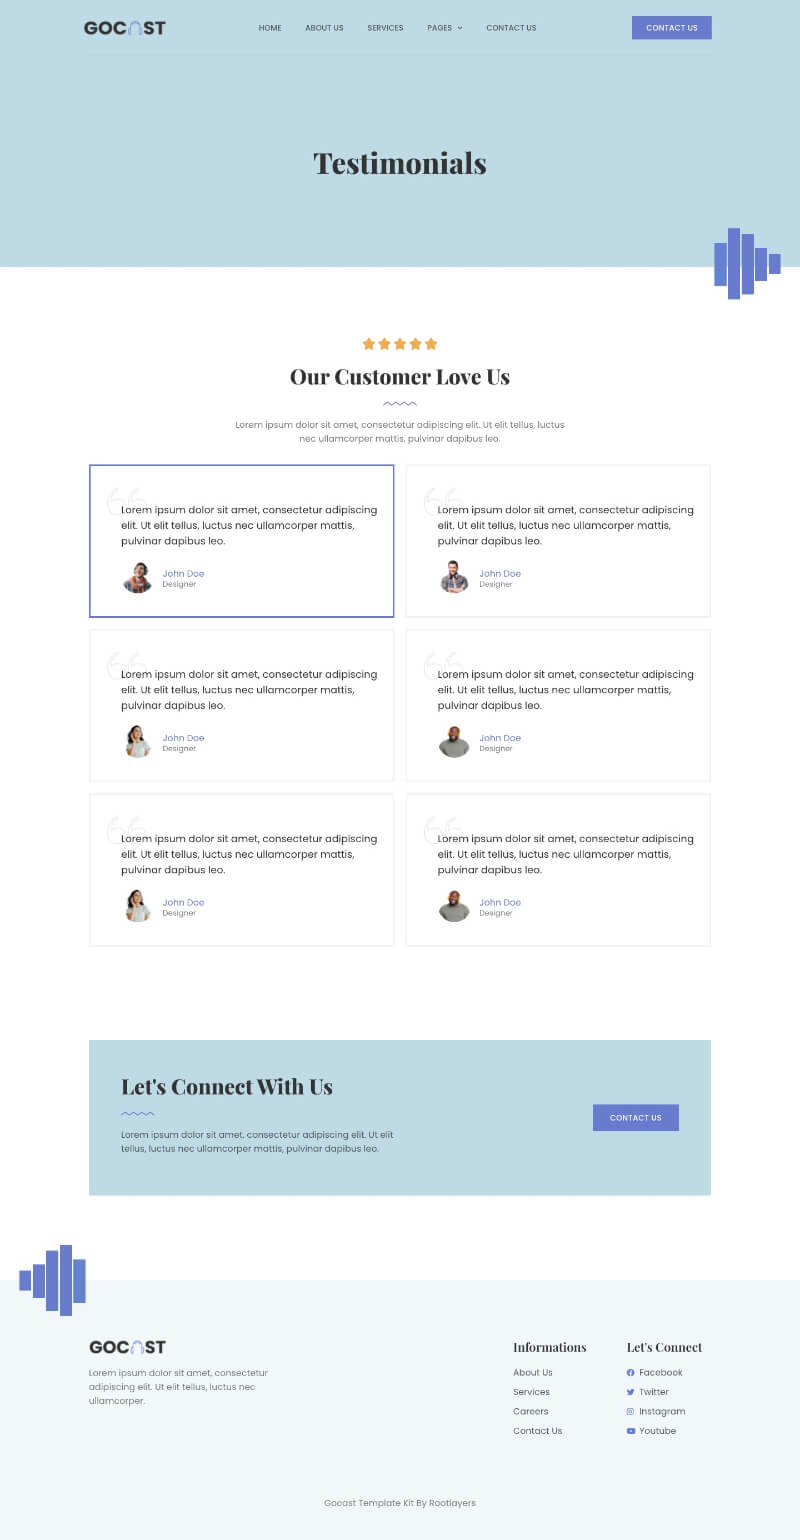 GOCAST
HOME ABOUT US SERVICES PAGES CONTACT US
CONTACT US
Testimonials
Our Customer Love Us
Lorem ipsum dolor sit amet, consectetur adipiscing elit. Ut elit tellus, luctus
nec ullamcorper mattis, pulvinar dapibus leo.
Lorem ipsum dolor sit amet, consectetur adipiscing
elit. Ut elit tellus, luctus nec ullamcorper mattis,
pulvinar dapibus leo.
John Doe
Designer
Lorem ipsum dolor sit amet, consectetur adipiscing
elit. Ut elit tellus, luctus nec ullamcorper mattis,
pulvinar dapibus leo.
John Doe
Designer
Lorem ipsum dolor sit amet, consectetur adipiscing
elit. Ut elit tellus, luctus nec ullamcorper mattis,
pulvinar dapibus leo.
John Doe
Designer
Lorem ipsum dolor sit amet, consectetur adipiscing
elit. Ut elit tellus, luctus nec ullamcorper mattis,
pulvinar dapibus leo.
John Doe
Designer
Lorem ipsum dolor sit amet, consectetur adipiscing
elit. Ut elit tellus, luctus nec ullamcorper mattis,
pulvinar dapibus leo.
John Doe
Designer
Lorem ipsum dolor sit amet, consectetur adipiscing
elit. Ut elit tellus, luctus nec ullamcorper mattis,
pulvinar dapibus leo.
John Doe
Designer
Let's Connect With Us
Lorem ipsum dolor sit amet, consectetur adipiscing elit. Ut elit
tellus, luctus nec ullamcorper mattis, pulvinar dapibus leo.
CONTACT US
GOCAST
Lorem ipsum dolor sit amet, consectetur
adipiscing elit. Ut elit tellus, luctus nec
ullamcorper.
Informations
About Us
Services
Careers
Contact Us
Let's Connect
Facebook
Twitter
Instagram
Youtube
Gocast Template Kit By Rootlayers